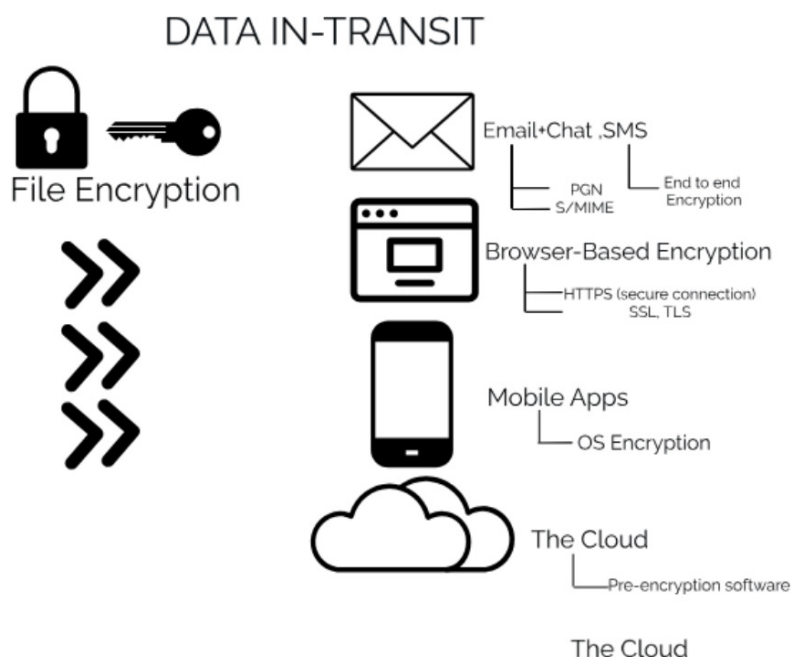 DATA IN-TRANSIT
File Encryption
Email+Chat ,SMS
PGN
S/MIME
End to end
Encryption
Browser-Based Encryption
HTTPS (secure connection)
SSL, TLS
Mobile Apps
OS Encryption
The Cloud
Pre-encryption software
The Cloud